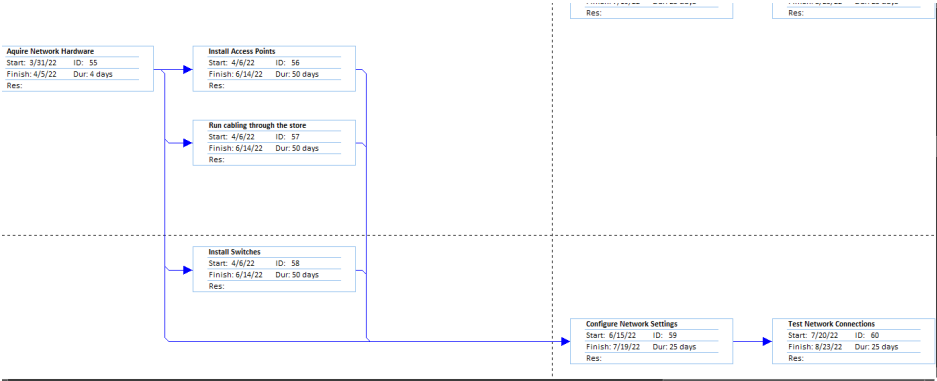 Res:
Res:
Aquire Network Hardware
Start: 3/31/22 ID: 55
Finish: 4/5/22 Dur: 4 days
Res:
Install Access Points
Start: 4/6/22 ID: 56
Finish: 6/14/22 Dur: 50 days
Res:
Run cabling through the store
Start: 4/6/22 ID: 57
Finish: 6/14/22 Dur: 50 days
Res:
Install Switches
Start: 4/6/22 ID: 58
Finish: 6/14/22 Dur: 50 days
Res:
Configure Network Settings
Start: 6/15/22 ID: 59
Finish: 7/19/22 Dur: 25 days
Res:
Test Network Connections
Start: 7/20/22 ID: 60
Finish: 8/23/22 Dur: 25 days
Res: